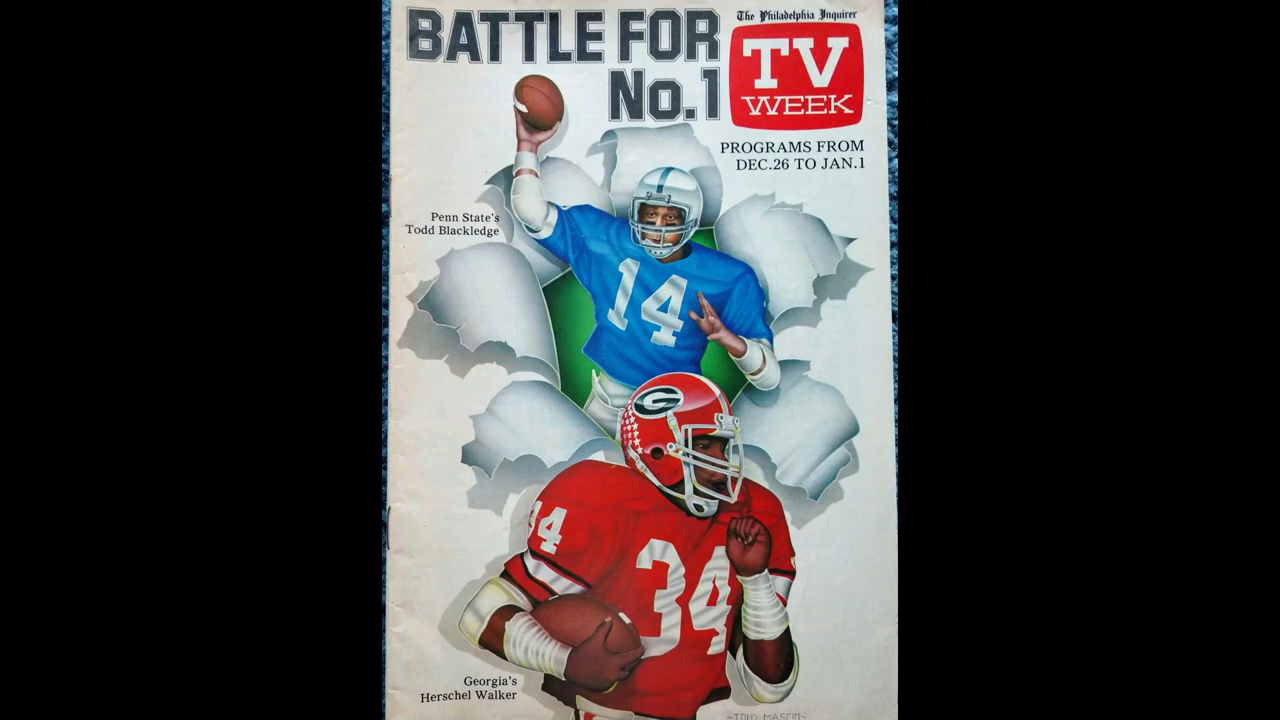 BATTLE FOR
No.1
The Philadelphia Inquirer
TV
WEEK
PROGRAMS FROM
DEC.26 TO JAN.1
Penn State's
Todd Blackledge
14
G
34
34
Georgia's
Herschel Walker
~TONY MASCIO~